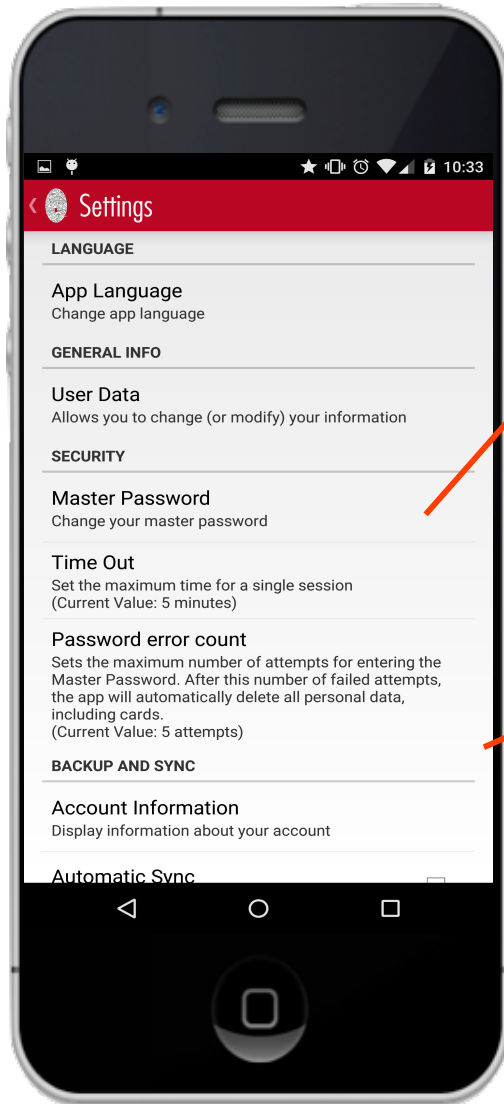 10:33
Settings
LANGUAGE
App Language
Change app language
GENERAL INFO
User Data
Allows you to change (or modify) your information
SECURITY
Master Password
Change your master password
Time Out
Set the maximum time for a single session
(Current Value: 5 minutes)
Password error count
Sets the maximum number of attempts for entering the
Master Password. After this number of failed attempts,
the app will automatically delete all personal data,
including cards.
(Current Value: 5 attempts)
BACKUP AND SYNC
Account Information
Display information about your account
Automatic Sync